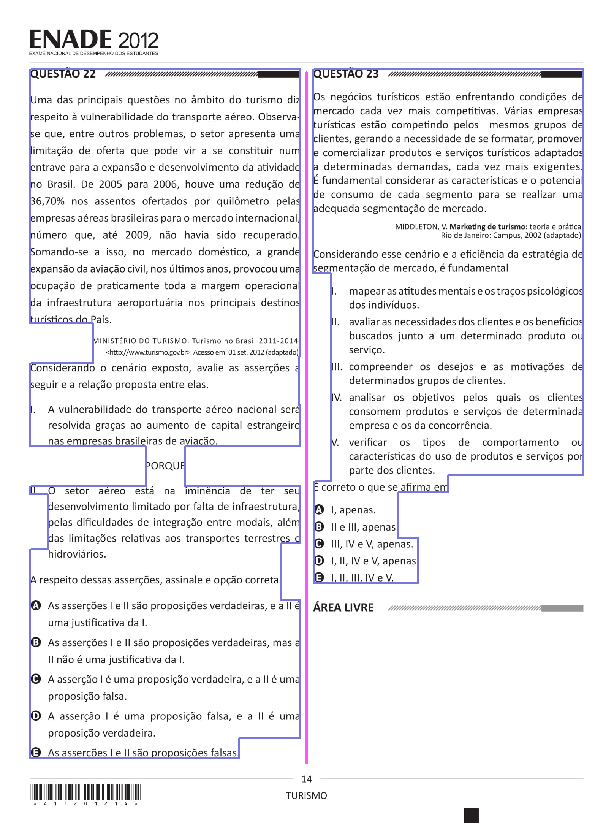 ENADE 2012
EXAME NACIONAL DE DESEMPENHO DOS ESTUDANTES
QUESTÃO 22
Uma das principais questões no âmbito do turismo diz
respeito à vulnerabilidade do transporte aéreo. Observa-
se que, entre outros problemas, o setor apresenta uma
limitação de oferta que pode vir a se constituir num
entrave para a expansão e desenvolvimento da atividade
no Brasil. De 2005 para 2006, houve uma redução de
36,70% nos assentos ofertados por quilômetro pelas
empresas aéreas brasileiras para o mercado internacional,
número que, até 2009, não havia sido recuperado.
Somando-se a isso, no mercado doméstico, a grande
expansão da aviação civil, nos últimos anos, provocou uma
ocupação de praticamente toda a margem operacional
da infraestrutura aeroportuária nos principais destinos
turísticos do País.
MINISTÉRIO DO TURISMO. Turismo no Brasil 2011-2014.
<http://www.turismo.gov.br>. Acesso em: 01 set. 2012 (adaptado).
Considerando o cenário exposto, avalie as asserções a
seguir e a relação proposta entre elas.
I. A vulnerabilidade do transporte aéreo nacional será
resolvida graças ao aumento de capital estrangeiro
nas empresas brasileiras de aviação.
PORQUE
II. O setor aéreo está na iminência de ter seu
desenvolvimento limitado por falta de infraestrutura,
pelas dificuldades de integração entre modais, além
das limitações relativas aos transportes terrestres e
hidroviários.
A respeito dessas asserções, assinale e opção correta.
A As asserções I e II são proposições verdadeiras, e a II é
uma justificativa da I.
B As asserções I e II são proposições verdadeiras, mas a
II não é uma justificativa da I.
C A asserção I é uma proposição verdadeira, e a II é uma
proposição falsa.
D A asserção I é uma proposição falsa, e a II é uma
proposição verdadeira.
E As asserções I e II são proposições falsas.
QUESTÃO 23
Os negócios turísticos estão enfrentando condições de
mercado cada vez mais competitivas. Várias empresas
turísticas estão competindo pelos mesmos grupos de
clientes, gerando a necessidade de se formatar, promover
e comercializar produtos e serviços turísticos adaptados
a determinadas demandas, cada vez mais exigentes.
É fundamental considerar as características e o potencial
de consumo de cada segmento para se realizar uma
adequada segmentação de mercado.
MIDDLETON, V. Marketing de turismo: teoria e prática.
Rio de Janeiro: Campus, 2002 (adaptado).
Considerando esse cenário e a eficiência da estratégia de
segmentação de mercado, é fundamental
I. mapear as atitudes mentais e os traços psicológicos
dos indivíduos.
II. avaliar as necessidades dos clientes e os benefícios
buscados junto a um determinado produto ou
serviço.
III. compreender os desejos e as motivações de
determinados grupos de clientes.
IV. analisar os objetivos pelos quais os clientes
consomem produtos e serviços de determinada
empresa e os da concorrência.
V. verificar os tipos de comportamento ou
características do uso de produtos e serviços por
parte dos clientes.
É correto o que se afirma em
A I, apenas.
B II e III, apenas.
C III, IV e V, apenas.
D I, II, IV e V, apenas.
E I, II, III, IV e V.
ÁREA LIVRE
14
TURISMO